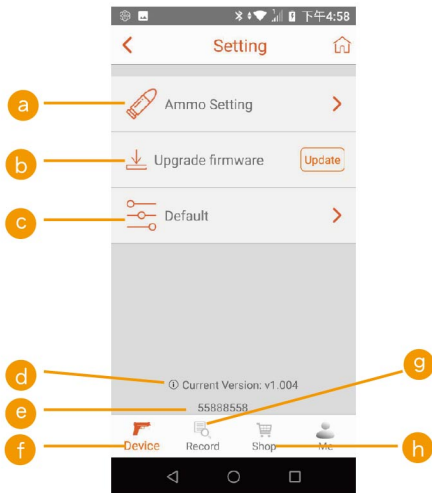 下午4:58
Setting
a
Ammo Setting
b
Upgrade firmware
Update
c
Default
g
d
Current Version: v1.004
e
55888558
f
Device
Record
Shop
Me
h